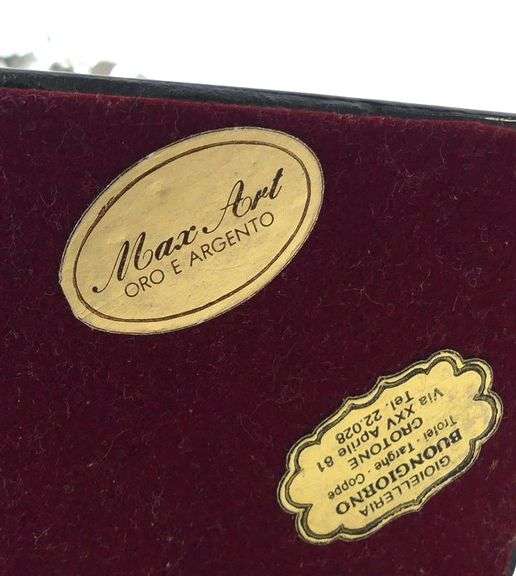 Max Art
ORO E ARGENTO
GIOIELLERIA
BUONGIORNO
Trofei - Targhe - Coppe
CROTONE
XXV Aprile 81
Via
Tel. 22.028